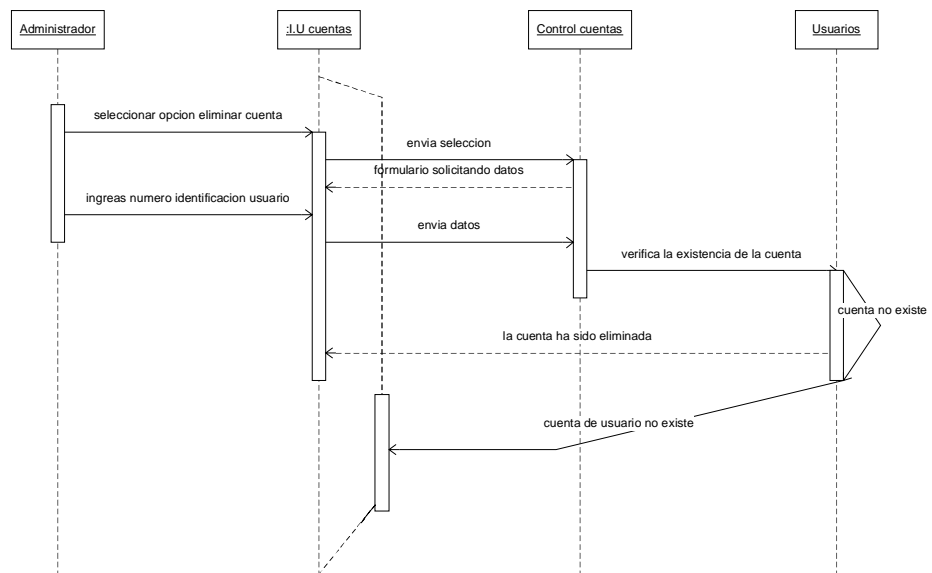 Administrador
:I.U cuentas
Control cuentas
Usuarios
seleccionar opcion eliminar cuenta
envia seleccion
formulario solicitando datos
ingreas numero identificacion usuario
envia datos
verifica la existencia de la cuenta
cuenta no existe
la cuenta ha sido eliminada
cuenta de usuario no existe